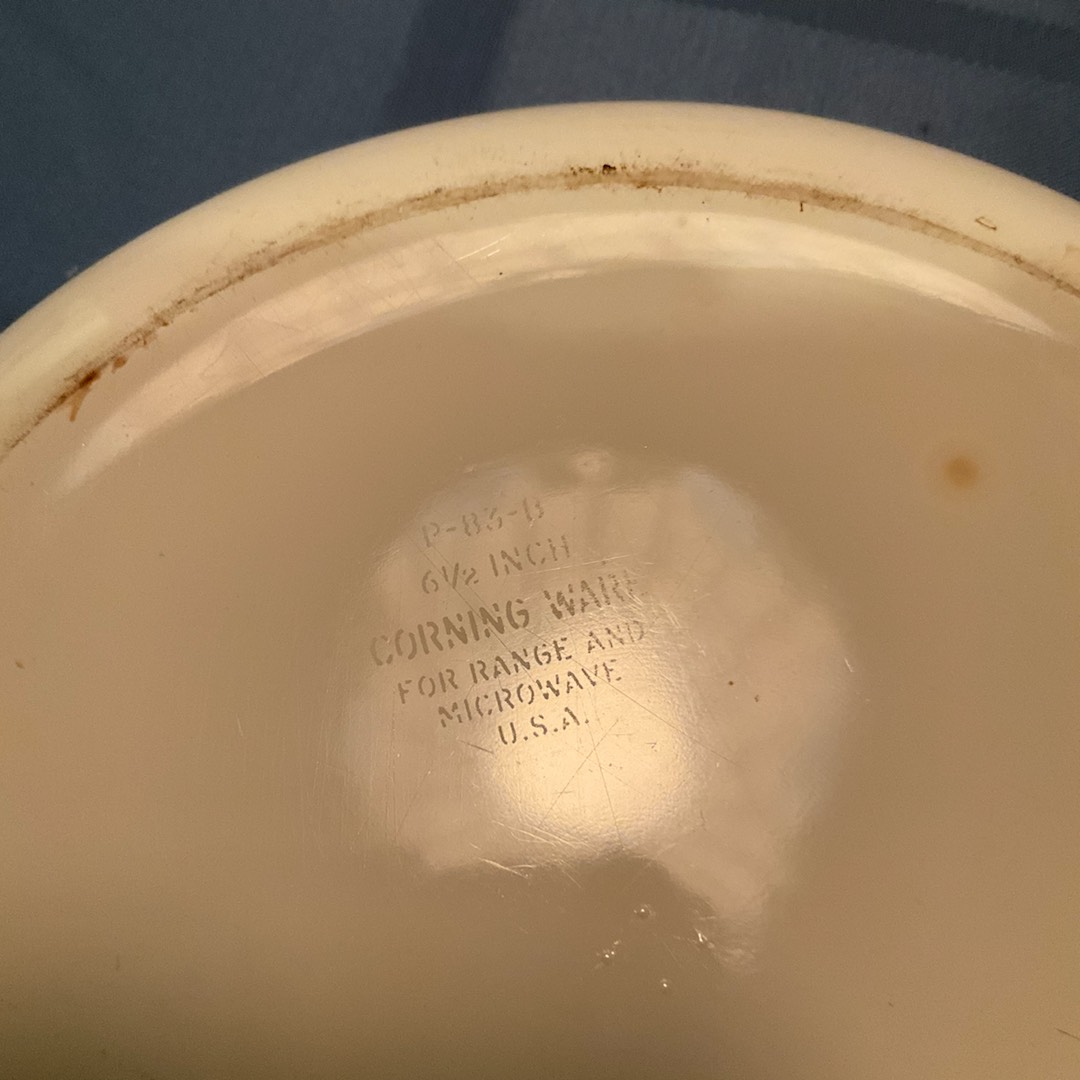 P-83-B
6½ INCH
CORNING WARE
FOR RANGE AND
MICROWAVE
U.S.A.